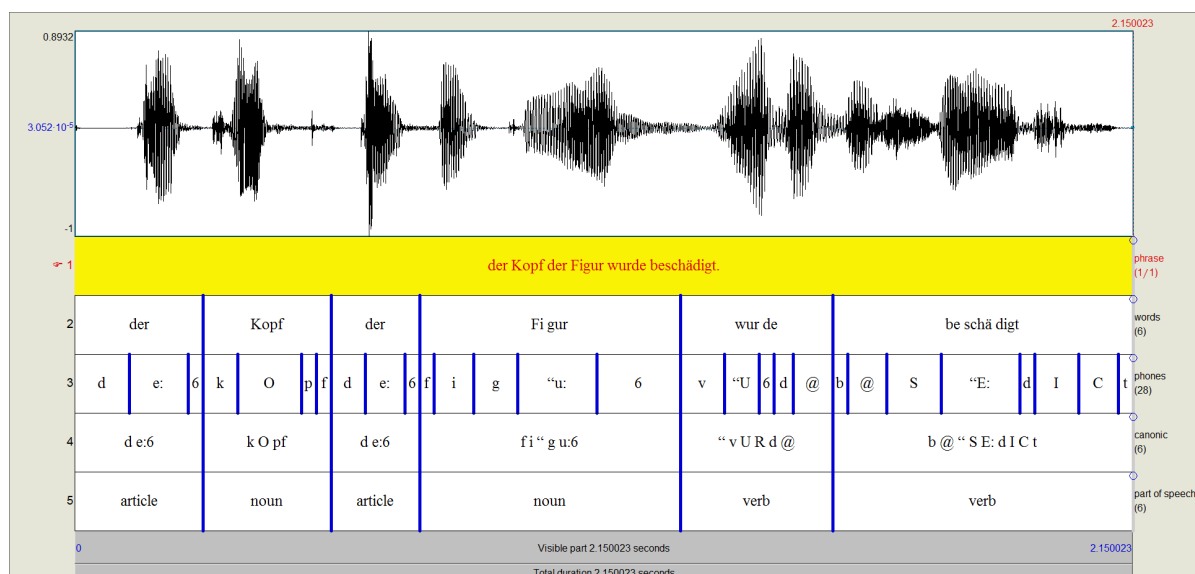 2.150023
0.8932
3.052·10⁻⁵
-1
☞ 1 der Kopf der Figur wurde beschädigt. phrase (1/1)
2 der Kopf der Fi gur wur de be schä digt words (6)
3 d e: 6 k O p f d e: 6 f i g “u: 6 v “U 6 d @ b @ S “E: d I C t phones (28)
4 d e:6 k O pf d e:6 f i “ g u:6 “ v U R d @ b @ “ S E: d I C t canonic (6)
5 article noun article noun verb verb part of speech (6)
0 Visible part 2.150023 seconds 2.150023
Total duration 2.150023 seconds